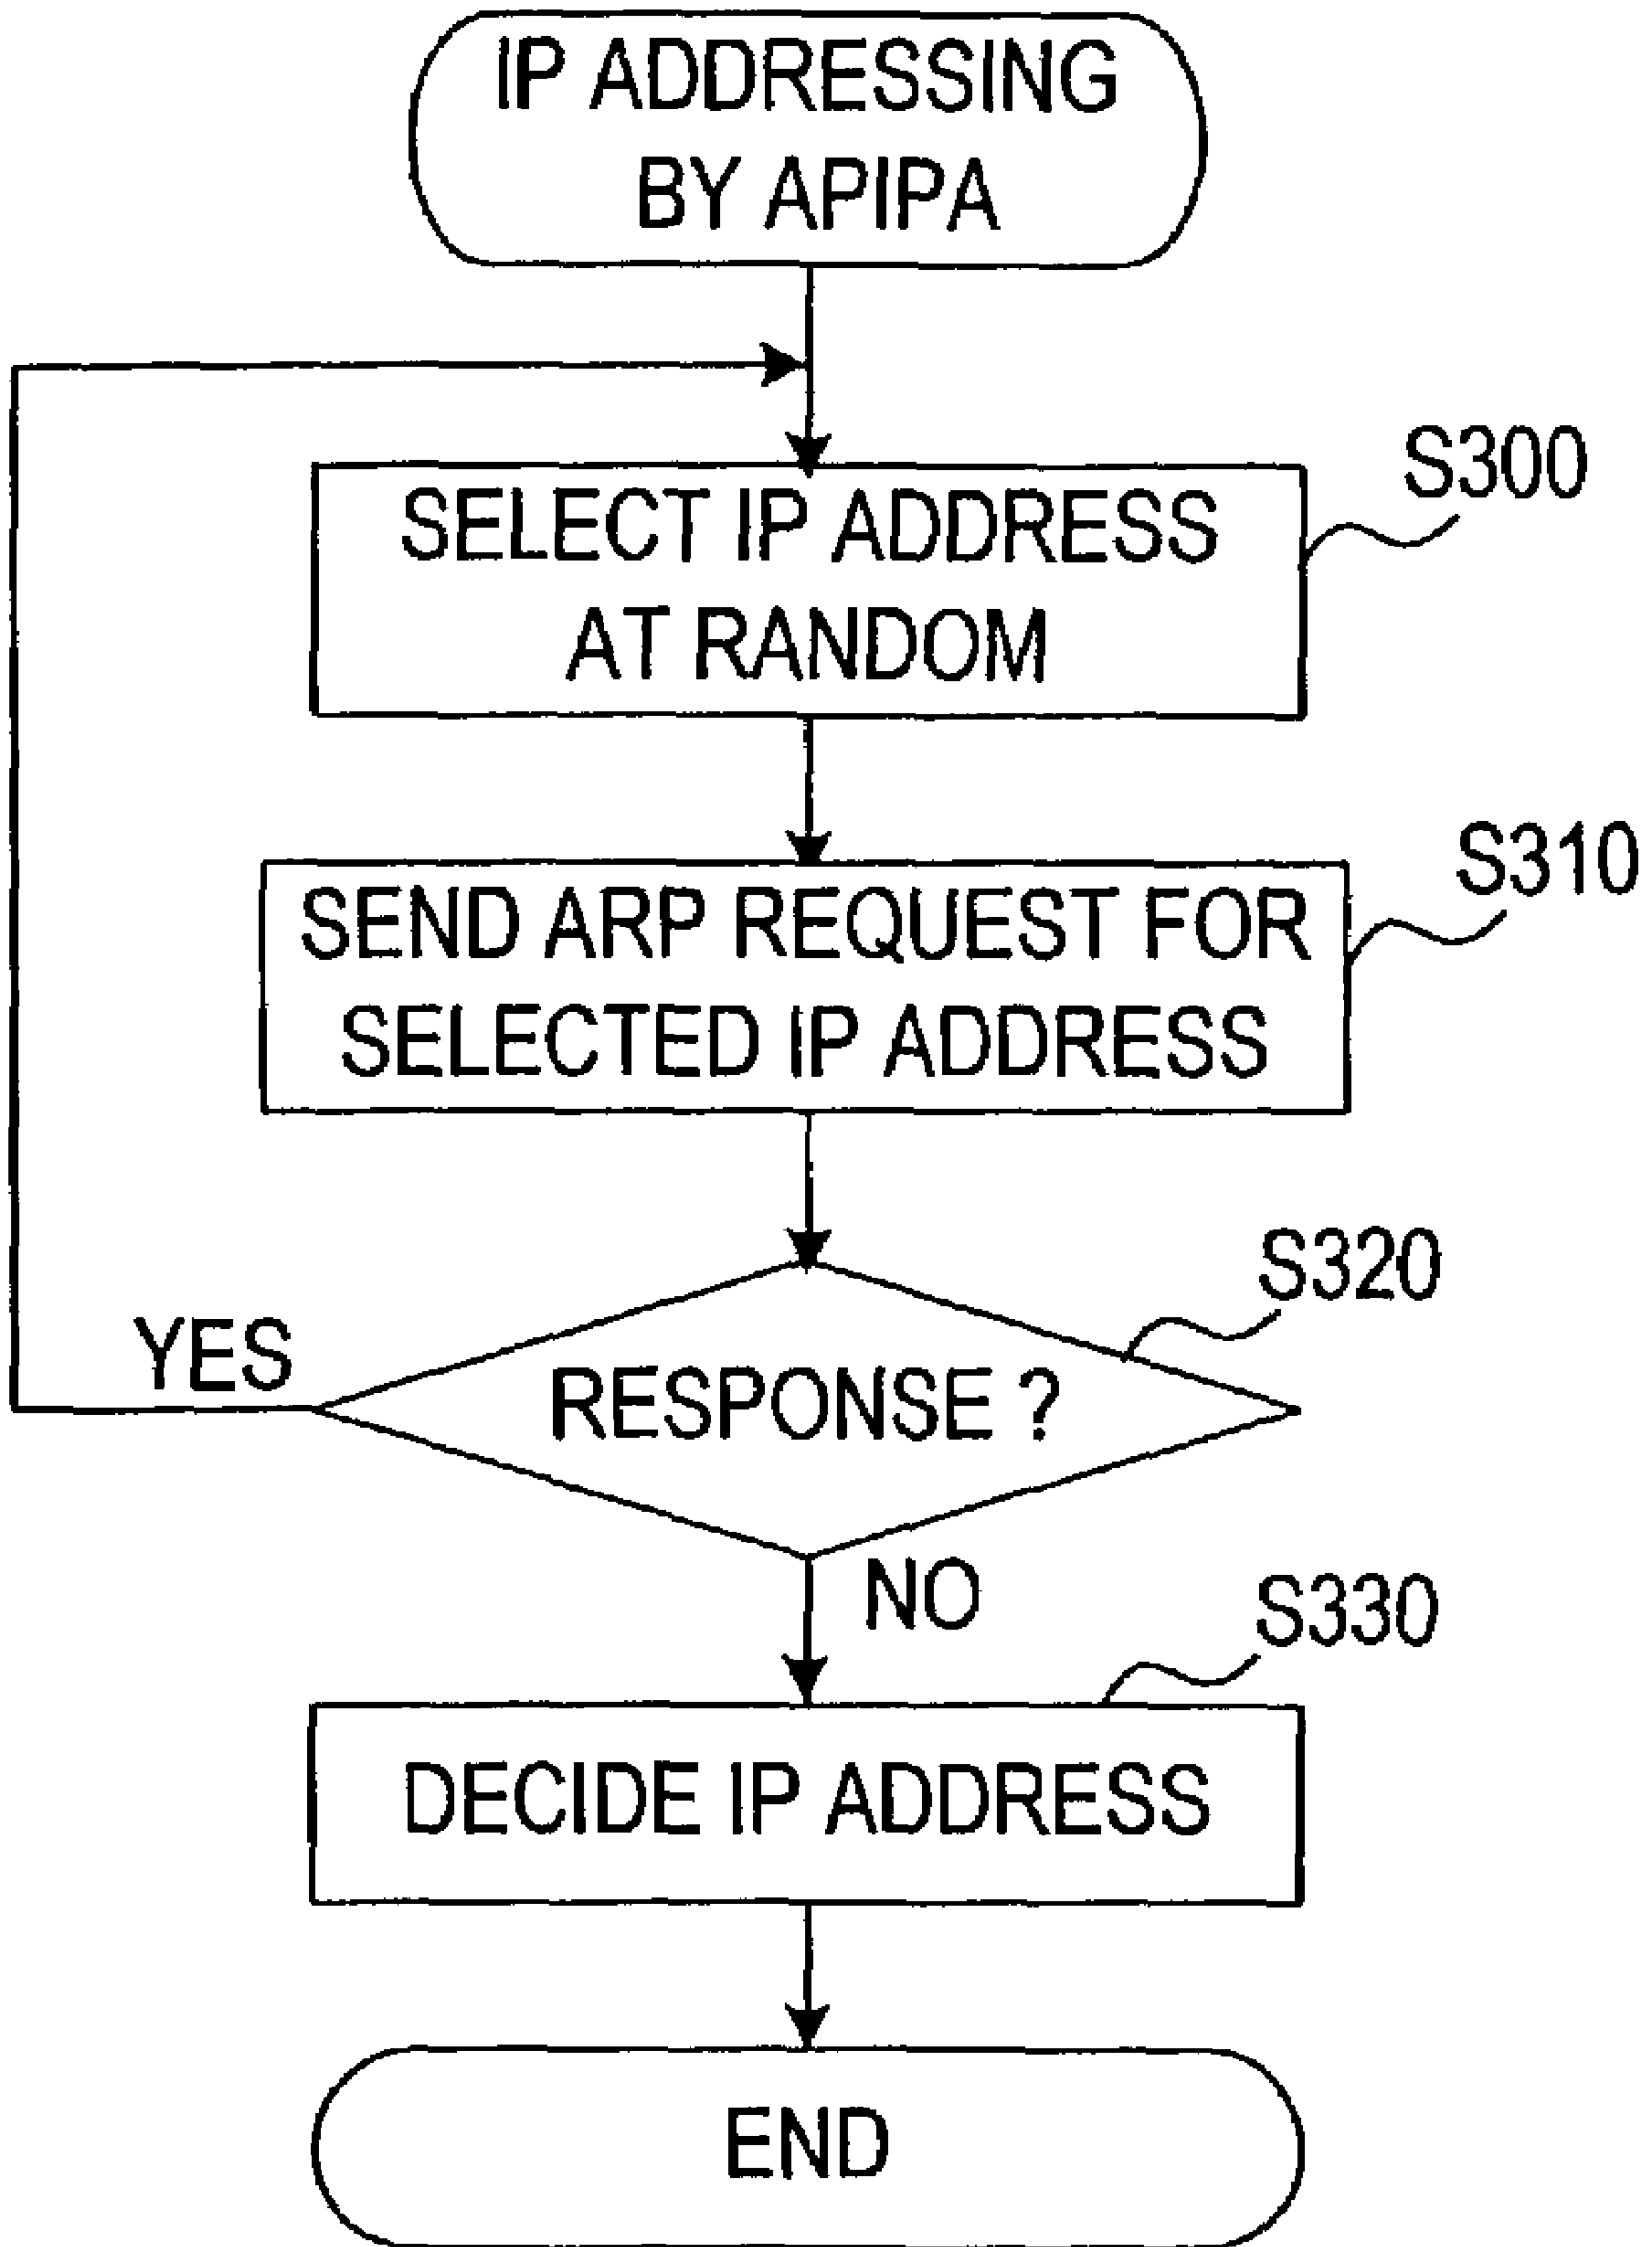 IP ADDRESSING
BY APIPA
S300
SELECT IP ADDRESS
AT RANDOM
S310
SEND ARP REQUEST FOR
SELECTED IP ADDRESS
S320
YES
RESPONSE ?
NO
S330
DECIDE IP ADDRESS
END